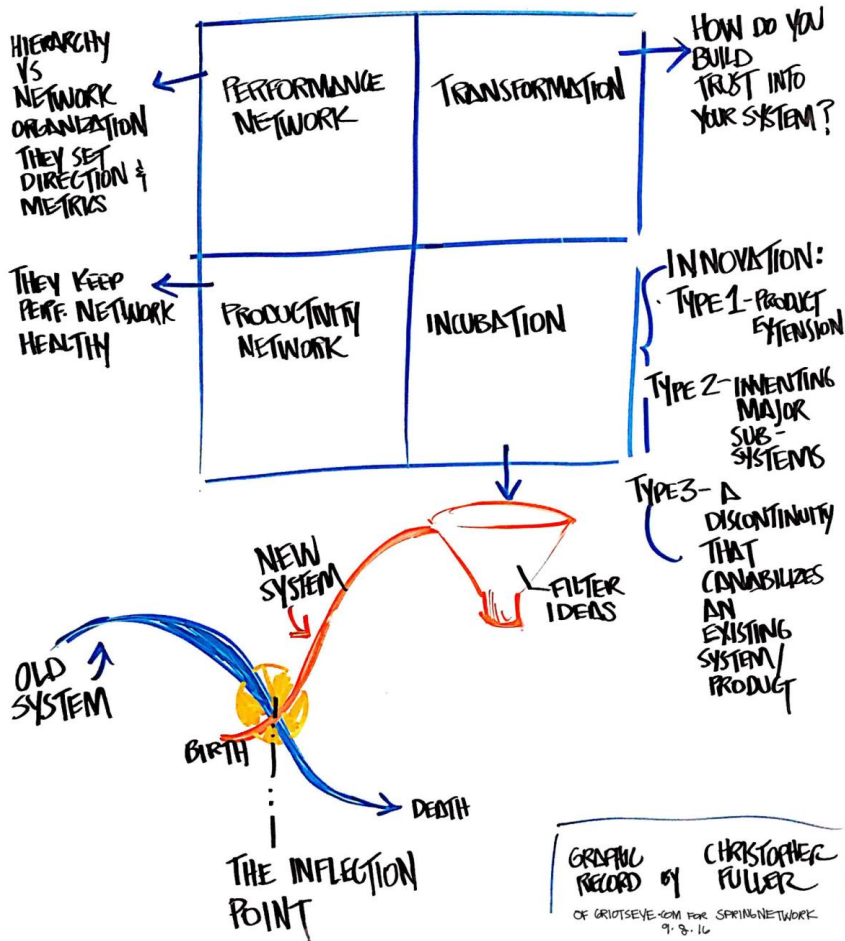 HIERARCHY
VS
NETWORK
ORGANIZATION
THEY SET
DIRECTION &
METRICS
PERFORMANCE
NETWORK
TRANSFORMATION
HOW DO YOU
BUILD
TRUST INTO
YOUR SYSTEM?
THEY KEEP
PERF. NETWORK
HEALTHY
PRODUCTIVITY
NETWORK
INCUBATION
INNOVATION:
TYPE 1-PRODUCT
EXTENSION
TYPE 2-INVENTING
MAJOR
SUB-
SYSTEMS
TYPE 3- A
DISCONTINUITY
THAT
CANABILIZES
AN
EXISTING
SYSTEM/
PRODUCT
NEW
SYSTEM
FILTER
IDEAS
OLD
SYSTEM
BIRTH
DEATH
THE INFLECTION
POINT
GRAPHIC
RECORD BY
CHRISTOPHER
FULLER
OF GRIOTSEYE.COM FOR SPRINGNETWORK
9.8.16